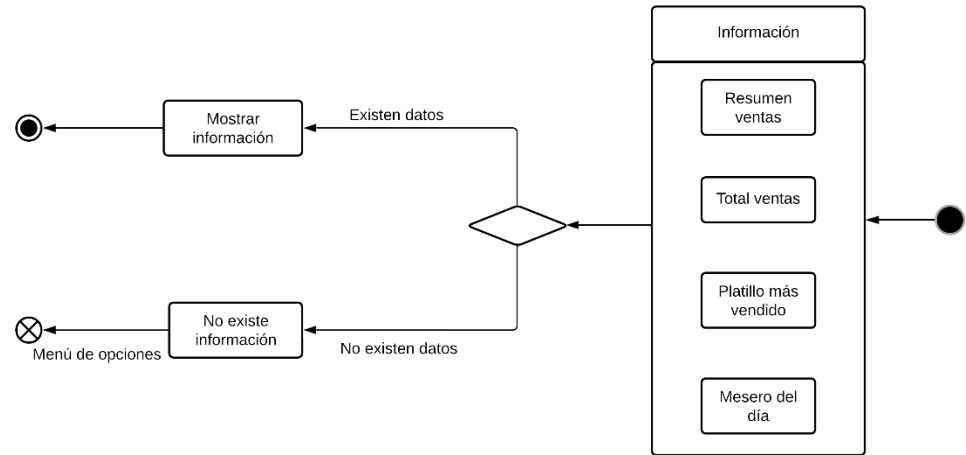 Información
Resumen
ventas
Existen datos
Mostrar
información
Total ventas
Platillo más
vendido
No existe
información
No existen datos
Menú de opciones
Mesero del
día